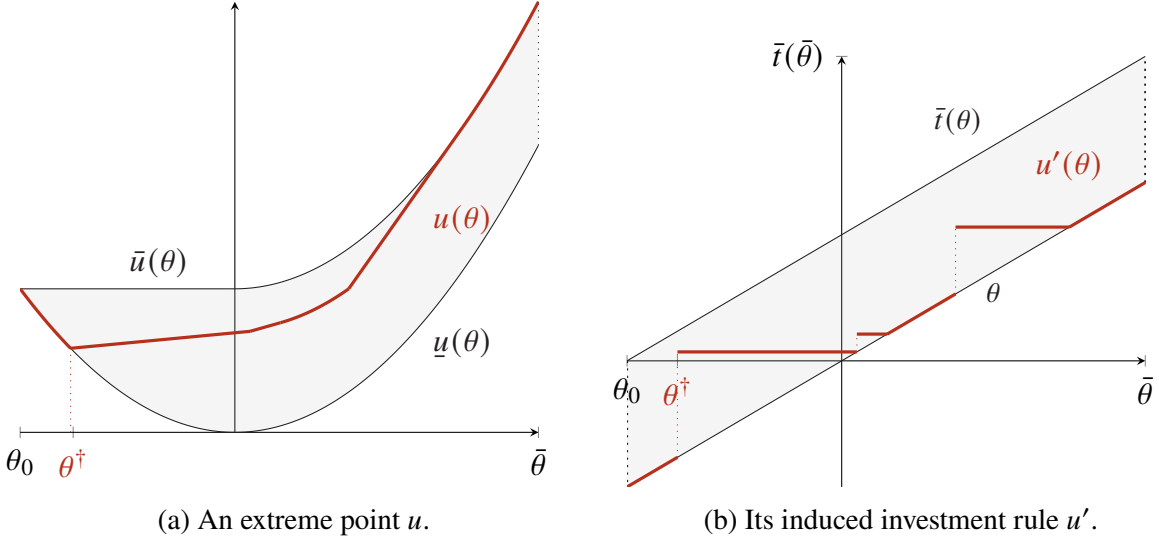 ū(θ)
u(θ)
u̲(θ)
θ₀
θ†
θ̄
(a) An extreme point u.
t̄(θ̄)
t̄(θ)
u′(θ)
θ
θ₀
θ†
θ̄
(b) Its induced investment rule u′.